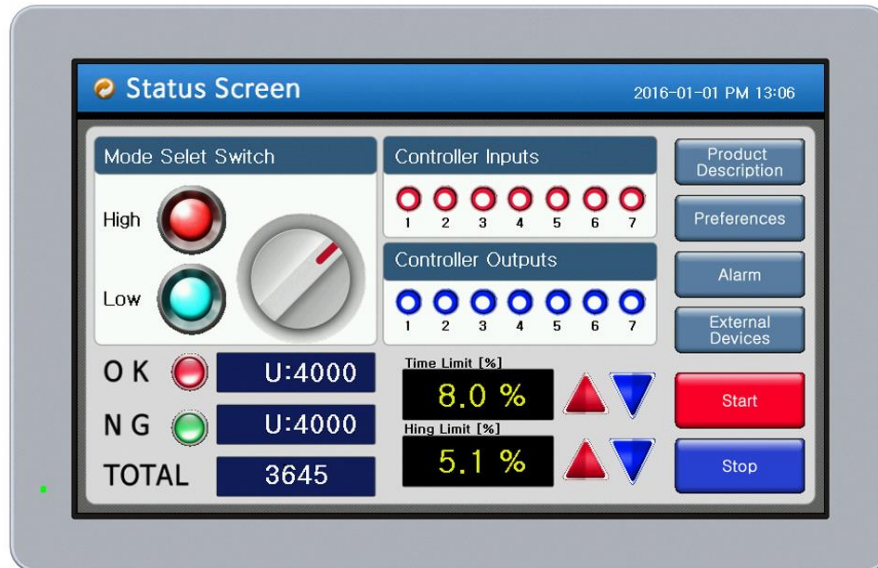 Status Screen
2016-01-01 PM 13:06
Mode Selet Switch
High
Low
Controller Inputs
1 2 3 4 5 6 7
Controller Outputs
1 2 3 4 5 6 7
Product
Description
Preferences
Alarm
External
Devices
OK U:4000
NG U:4000
TOTAL 3645
Time Limit [%]
8.0 %
Hing Limit [%]
5.1 %
Start
Stop